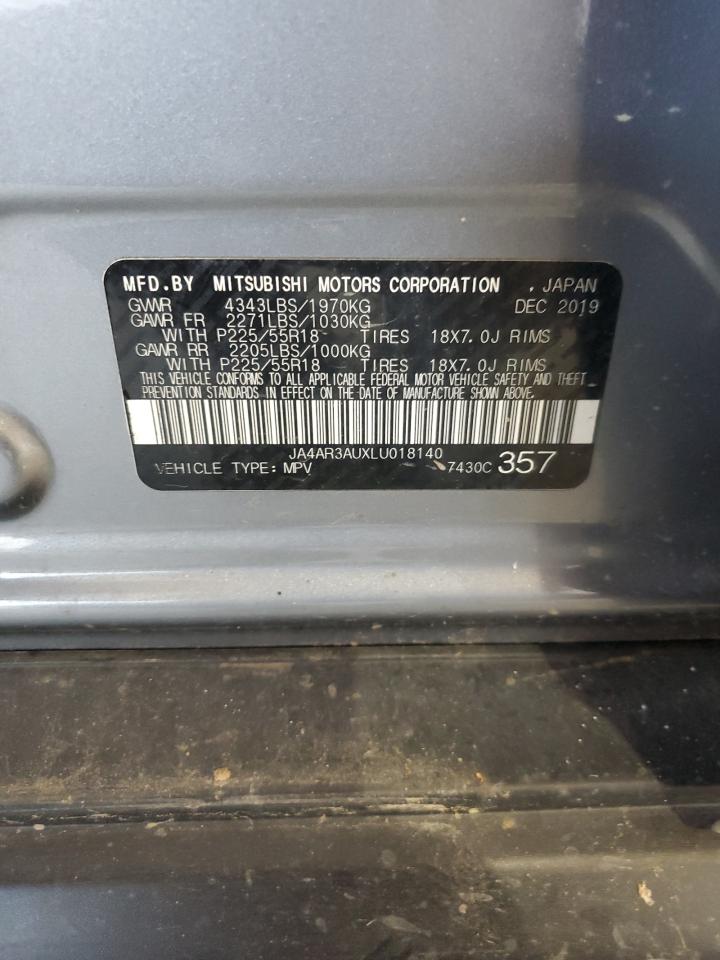 MFD.BY MITSUBISHI MOTORS CORPORATION , JAPAN
GVWR 4343LBS/1970KG DEC 2019
GAWR FR 2271LBS/1030KG
WITH P225/55R18 TIRES 18X7.0J RIMS
GAWR RR 2205LBS/1000KG
WITH P225/55R18 TIRES 18X7.0J RIMS
THIS VEHICLE CONFORMS TO ALL APPLICABLE FEDERAL MOTOR VEHICLE SAFETY AND THEFT
PREVENTION STANDARDS IN EFFECT ON THE DATE OF MANUFACTURE SHOWN ABOVE.
JA4AR3AUXLU018140
VEHICLE TYPE: MPV 7430C 357